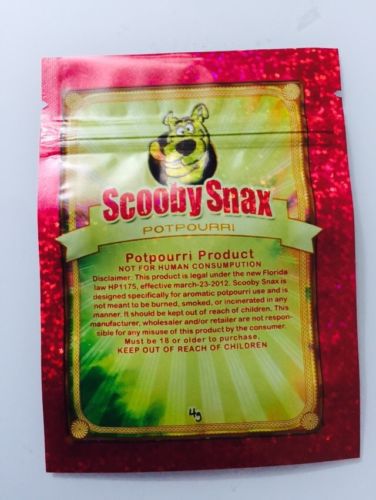 Scooby Snax
POTPOURRI
Potpourri Product
NOT FOR HUMAN CONSUMPUTION
Disclaimer: This product is legal under the new Florida
law HP1175, effective march-23-2012. Scooby Snax is
designed specifically for aromatic potpourri use and is
not meant to be burned, smoked, or incinerated in any
manner. It should be kept out of reach of children. This
manufacturer, wholesaler and/or retailer are not respon-
sible for any misuse of this product by the consumer.
Must be 18 or older to purchase,
KEEP OUT OF REACH OF CHILDREN
4g